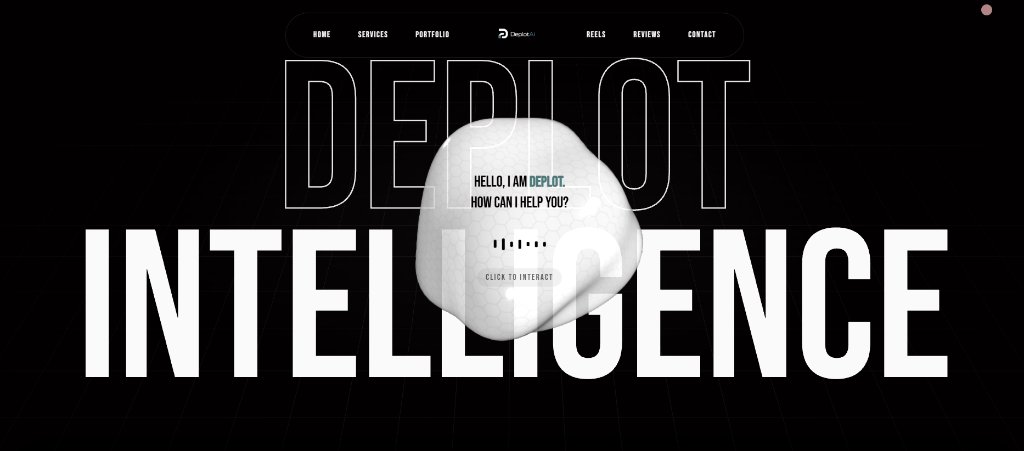 HOME SERVICES PORTFOLIO DeplotAI REELS REVIEWS CONTACT
DEPLOT
HELLO, I AM DEPLOT.
HOW CAN I HELP YOU?
INTELLIGENCE
CLICK TO INTERACT